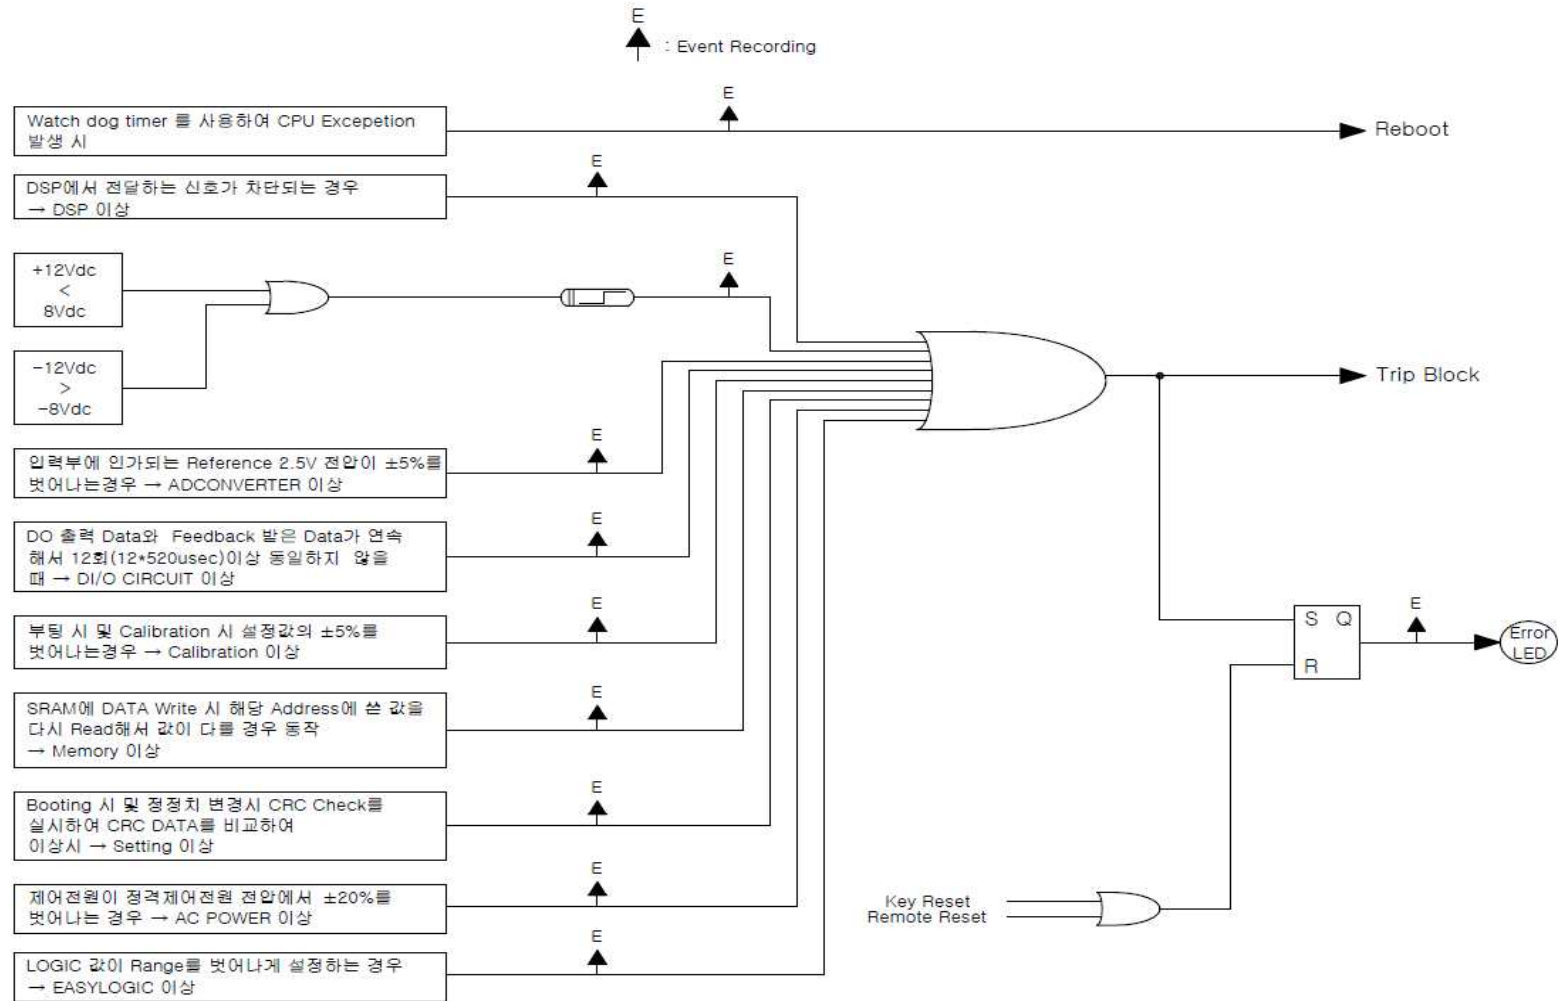 E
: Event Recording
E
Watch dog timer 를 사용하여 CPU Excepetion
발생 시
Reboot
E
DSP에서 전달하는 신호가 차단되는 경우
→ DSP 이상
+12Vdc
<
8Vdc
E
−12Vdc
>
−8Vdc
Trip Block
E
입력부에 인가되는 Reference 2.5V 전압이 ±5%를
벗어나는경우 → ADCONVERTER 이상
E
DO 출력 Data와 Feedback 받은 Data가 연속
해서 12회(12*520usec)이상 동일하지 않을
때 → DI/O CIRCUIT 이상
E
부팅 시 및 Calibration 시 설정값의 ±5%를
벗어나는경우 → Calibration 이상
S Q
R
E
Error
LED
E
SRAM에 DATA Write 시 해당 Address에 쓴 값을
다시 Read해서 값이 다를 경우 동작
→ Memory 이상
E
Booting 시 및 정정치 변경시 CRC Check를
실시하여 CRC DATA를 비교하여
이상시 → Setting 이상
E
제어전원이 정격제어전원 전압에서 ±20%를
벗어나는 경우 → AC POWER 이상
Key Reset
Remote Reset
E
LOGIC 값이 Range를 벗어나게 설정하는 경우
→ EASYLOGIC 이상